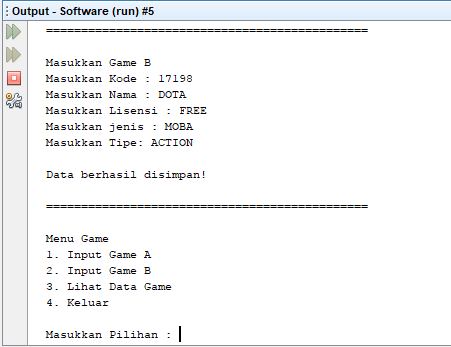 Output - Software (run) #5
================================================
Masukkan Game B
Masukkan Kode : 17198
Masukkan Nama : DOTA
Masukkan Lisensi : FREE
Masukkan jenis : MOBA
Masukkan Tipe: ACTION
Data berhasil disimpan!
================================================
Menu Game
1. Input Game A
2. Input Game B
3. Lihat Data Game
4. Keluar
Masukkan Pilihan :